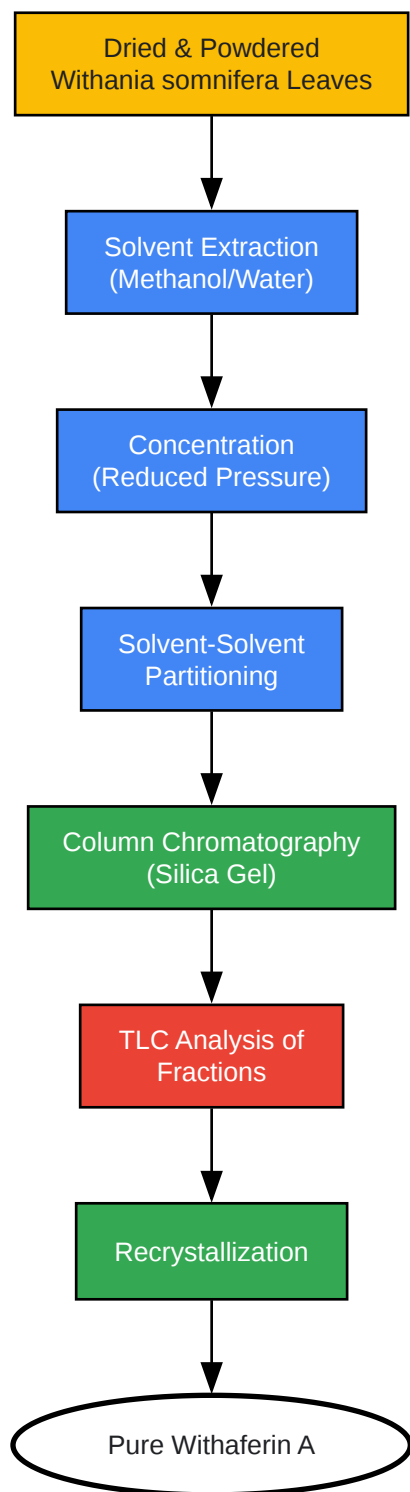 Dried & Powdered
Withania somnifera Leaves
Solvent Extraction
(Methanol/Water)
Concentration
(Reduced Pressure)
Solvent-Solvent
Partitioning
Column Chromatography
(Silica Gel)
TLC Analysis of
Fractions
Recrystallization
Pure Withaferin A